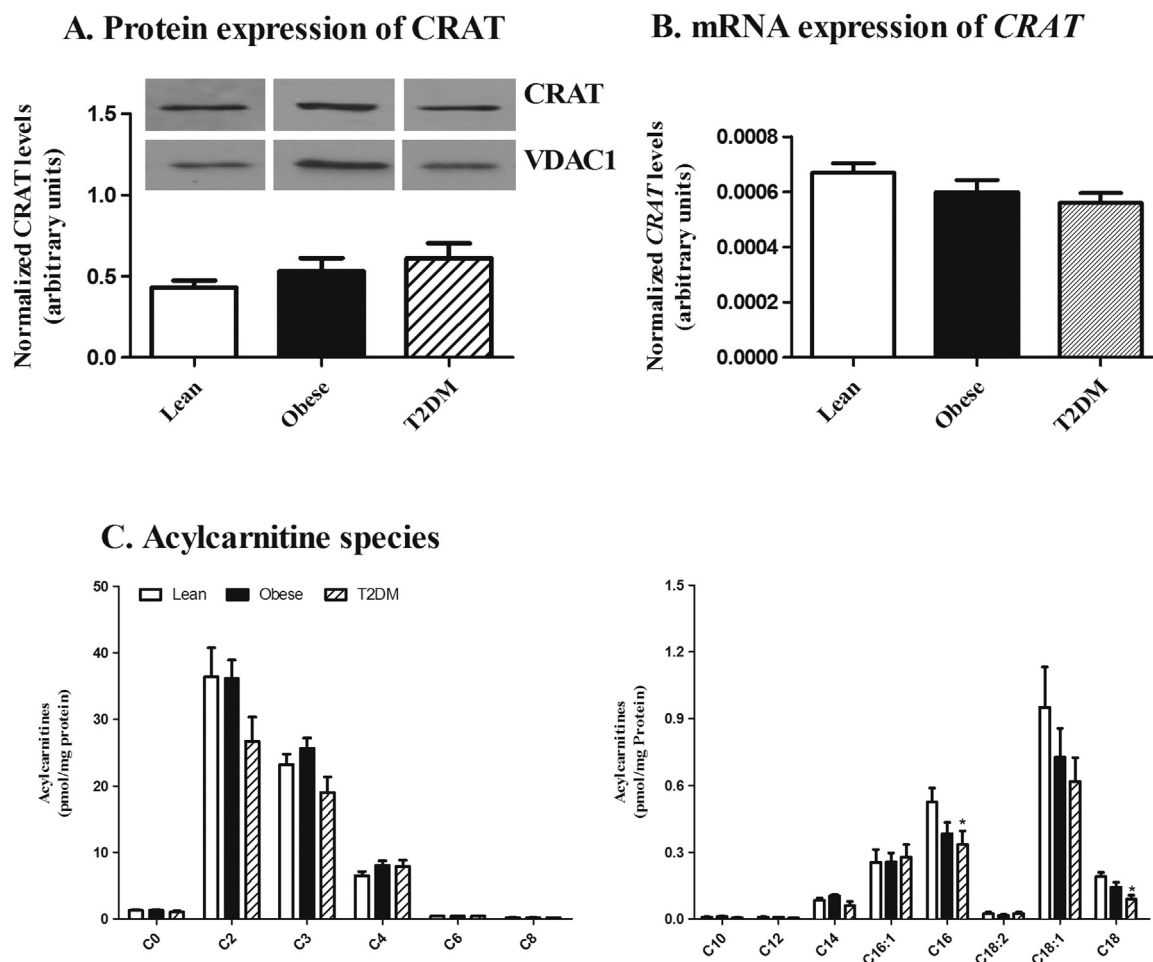 A. Protein expression of CRAT
CRAT
VDAC1
Normalized CRAT levels
(arbitrary units)
1.5
1.0
0.5
0.0
Lean
Obese
T2DM
B. mRNA expression of CRAT
Normalized CRAT levels
(arbitrary units)
0.0008
0.0006
0.0004
0.0002
0.0000
Lean
Obese
T2DM
C. Acylcarnitine species
Lean Obese T2DM
Acylcarnitines
(pmol/mg protein)
50
40
30
20
10
0
C0
C2
C3
C4
C6
C8
Acylcarnitines
(pmol/mg Protein)
1.5
1.2
0.9
0.6
0.3
0.0
*
*
C10
C12
C14
C16:1
C16
C18:2
C18:1
C18